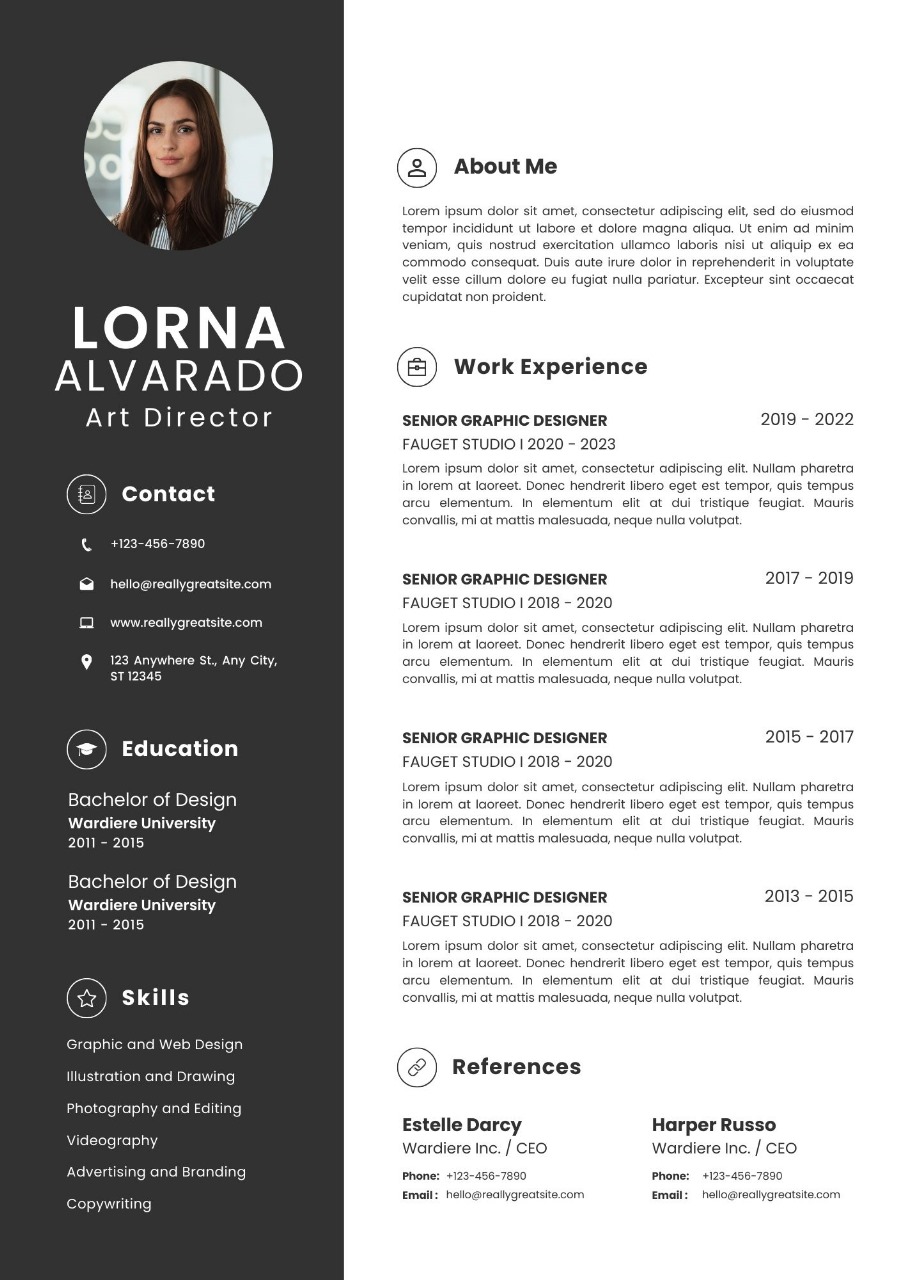 LORNA
ALVARADO
Art Director
Contact
+123-456-7890
hello@reallygreatsite.com
www.reallygreatsite.com
123 Anywhere St., Any City,
ST 12345
Education
Bachelor of Design
Wardiere University
2011 - 2015
Bachelor of Design
Wardiere University
2011 - 2015
Skills
Graphic and Web Design
Illustration and Drawing
Photography and Editing
Videography
Advertising and Branding
Copywriting
About Me
Lorem ipsum dolor sit amet, consectetur adipiscing elit, sed do eiusmod
tempor incididunt ut labore et dolore magna aliqua. Ut enim ad minim
veniam, quis nostrud exercitation ullamco laboris nisi ut aliquip ex ea
commodo consequat. Duis aute irure dolor in reprehenderit in voluptate
velit esse cillum dolore eu fugiat nulla pariatur. Excepteur sint occaecat
cupidatat non proident.
Work Experience
SENIOR GRAPHIC DESIGNER 2019 - 2022
FAUGET STUDIO I 2020 - 2023
Lorem ipsum dolor sit amet, consectetur adipiscing elit. Nullam pharetra
in lorem at laoreet. Donec hendrerit libero eget est tempor, quis tempus
arcu elementum. In elementum elit at dui tristique feugiat. Mauris
convallis, mi at mattis malesuada, neque nulla volutpat.
SENIOR GRAPHIC DESIGNER 2017 - 2019
FAUGET STUDIO I 2018 - 2020
Lorem ipsum dolor sit amet, consectetur adipiscing elit. Nullam pharetra
in lorem at laoreet. Donec hendrerit libero eget est tempor, quis tempus
arcu elementum. In elementum elit at dui tristique feugiat. Mauris
convallis, mi at mattis malesuada, neque nulla volutpat.
SENIOR GRAPHIC DESIGNER 2015 - 2017
FAUGET STUDIO I 2018 - 2020
Lorem ipsum dolor sit amet, consectetur adipiscing elit. Nullam pharetra
in lorem at laoreet. Donec hendrerit libero eget est tempor, quis tempus
arcu elementum. In elementum elit at dui tristique feugiat. Mauris
convallis, mi at mattis malesuada, neque nulla volutpat.
SENIOR GRAPHIC DESIGNER 2013 - 2015
FAUGET STUDIO I 2018 - 2020
Lorem ipsum dolor sit amet, consectetur adipiscing elit. Nullam pharetra
in lorem at laoreet. Donec hendrerit libero eget est tempor, quis tempus
arcu elementum. In elementum elit at dui tristique feugiat. Mauris
convallis, mi at mattis malesuada, neque nulla volutpat.
References
Estelle Darcy
Wardiere Inc. / CEO
Phone: +123-456-7890
Email : hello@reallygreatsite.com
Harper Russo
Wardiere Inc. / CEO
Phone: +123-456-7890
Email : hello@reallygreatsite.com